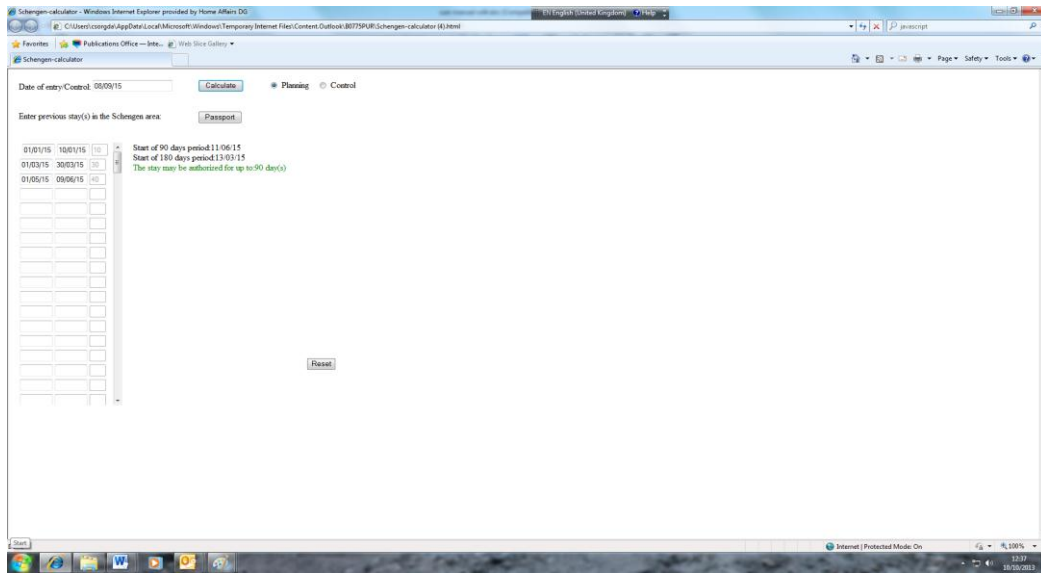 Schengen-calculator - Windows Internet Explorer provided by Home Affairs DG
EN English (United Kingdom) Help
C:\Users\csorgda\AppData\Local\Microsoft\Windows\Temporary Internet Files\Content.Outlook\B0775PUR\Schengen-calculator (4).html
javascript
Favorites Publications Office — Inte... Web Slice Gallery
Schengen-calculator
Page Safety Tools
Date of entry/Control: 08/09/15 Calculate Planning Control
Enter previous stay(s) in the Schengen area: Passport
01/01/15 10/01/15 10 Start of 90 days period:11/06/15
Start of 180 days period:13/03/15
01/03/15 30/03/15 30
The stay may be authorized for up to:90 day(s)
01/05/15 09/06/15 40
Reset
Start
Internet | Protected Mode: On 100%
12:37
10/10/2013